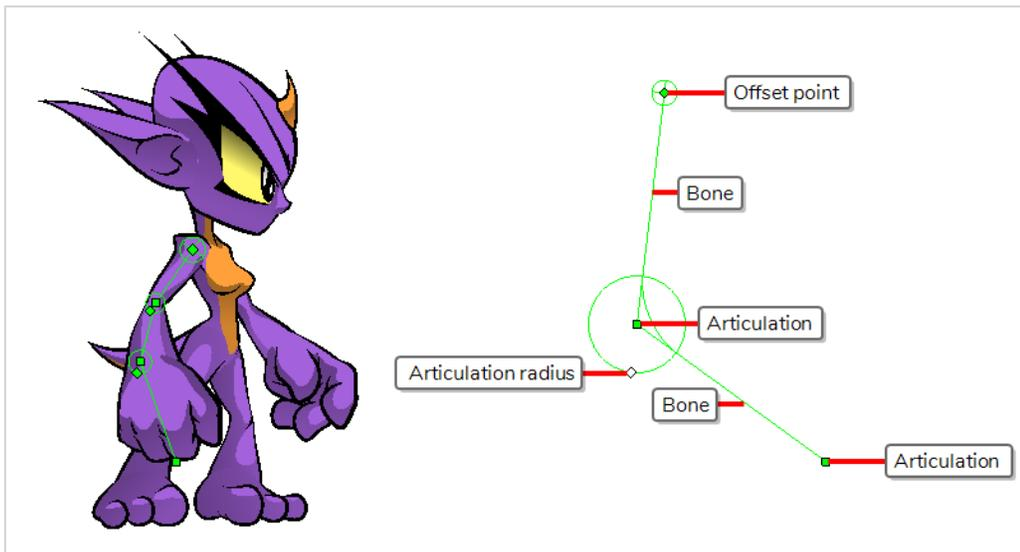 Offset point
Bone
Articulation
Articulation radius
Bone
Articulation